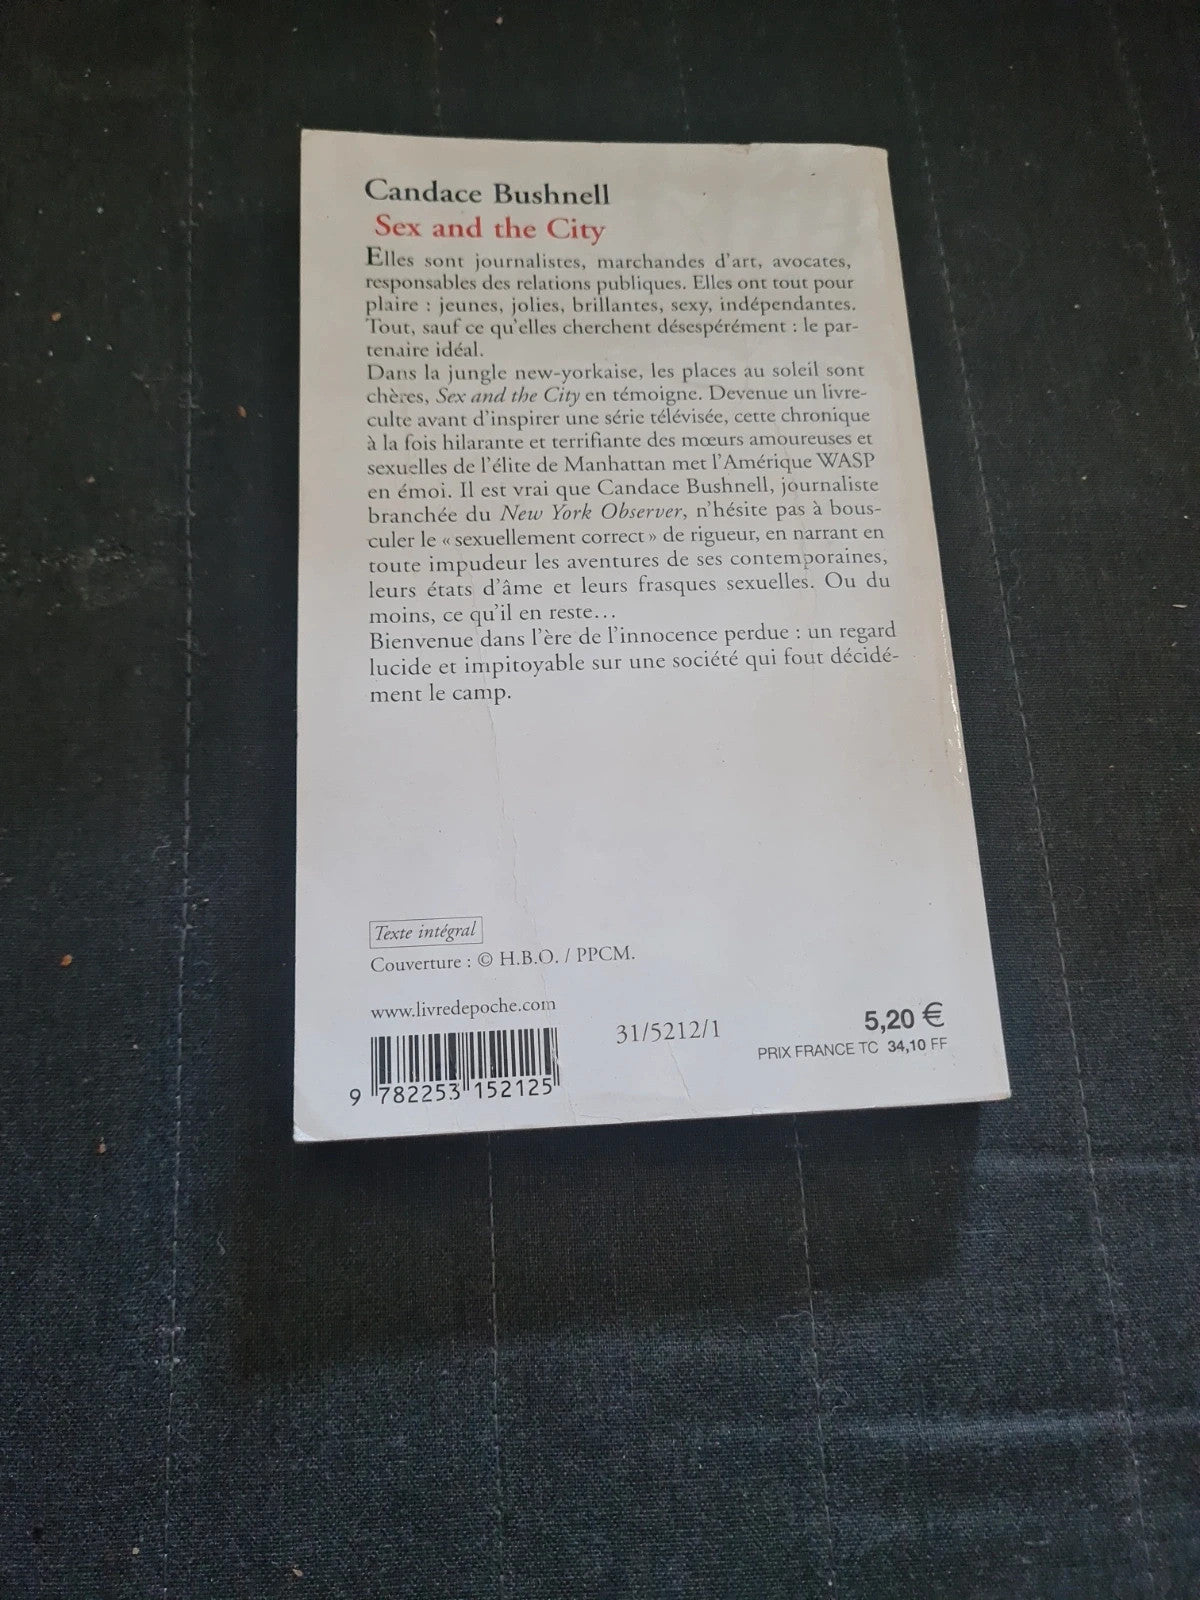 Candace Bushnell
Sex and the City
Elles sont journalistes, marchandes d'art, avocates,
responsables des relations publiques. Elles ont tout pour
plaire : jeunes, jolies, brillantes, sexy, indépendantes.
Tout, sauf ce qu'elles cherchent désespérément : le par-
tenaire idéal.
Dans la jungle new-yorkaise, les places au soleil sont
chères, Sex and the City en témoigne. Devenue un livre-
culte avant d'inspirer une série télévisée, cette chronique
à la fois hilarante et terrifiante des mœurs amoureuses et
sexuelles de l'élite de Manhattan met l'Amérique WASP
en émoi. Il est vrai que Candace Bushnell, journaliste
branchée du New York Observer, n'hésite pas à bous-
culer le « sexuellement correct » de rigueur, en narrant en
toute impudeur les aventures de ses contemporaines,
leurs états d'âme et leurs frasques sexuelles. Ou du
moins, ce qu'il en reste...
Bienvenue dans l'ère de l'innocence perdue : un regard
lucide et impitoyable sur une société qui fout décidé-
ment le camp.
Texte intégral
Couverture : © H.B.O. / PPCM.
www.livredepoche.com
31/5212/1
5,20 €
PRIX FRANCE TC 34,10 FF
9 782253 152125